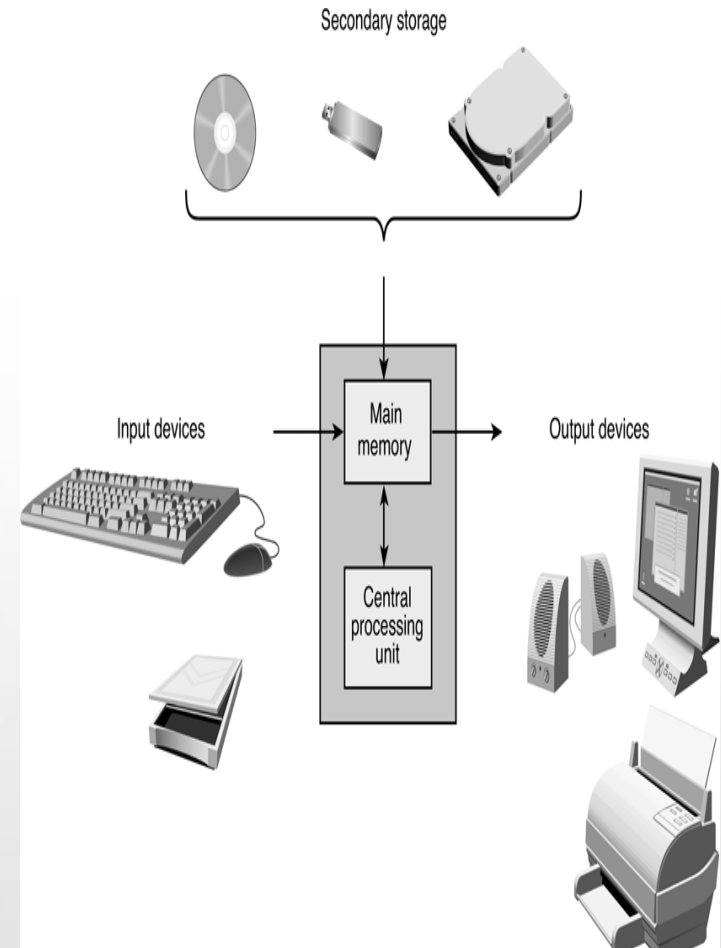 Secondary storage
Input devices
Main
memory
Output devices
Central
processing
unit